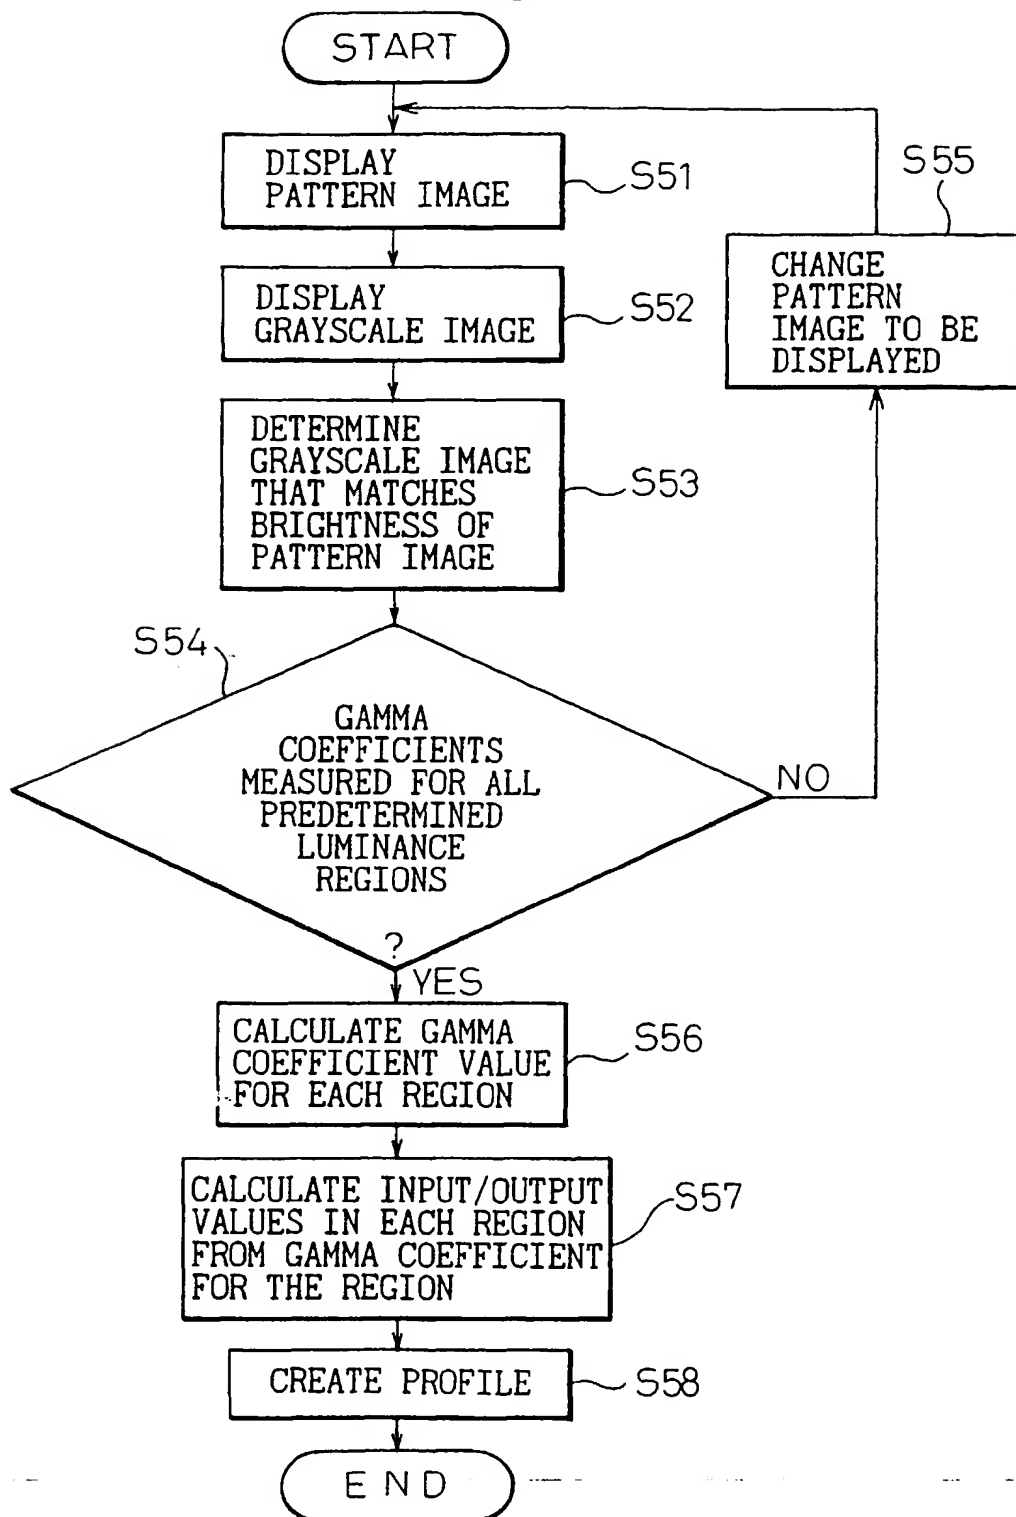 START
DISPLAY
PATTERN IMAGE
S51
S55
CHANGE
PATTERN
IMAGE TO BE
DISPLAYED
DISPLAY
GRAYSCALE IMAGE
S52
DETERMINE
GRAYSCALE IMAGE
THAT MATCHES
BRIGHTNESS OF
PATTERN IMAGE
S53
S54
GAMMA
COEFFICIENTS
MEASURED FOR ALL
PREDETERMINED
LUMINANCE
REGIONS
?
NO
YES
CALCULATE GAMMA
COEFFICIENT VALUE
FOR EACH REGION
S56
CALCULATE INPUT/OUTPUT
VALUES IN EACH REGION
FROM GAMMA COEFFICIENT
FOR THE REGION
S57
CREATE PROFILE
S58
END